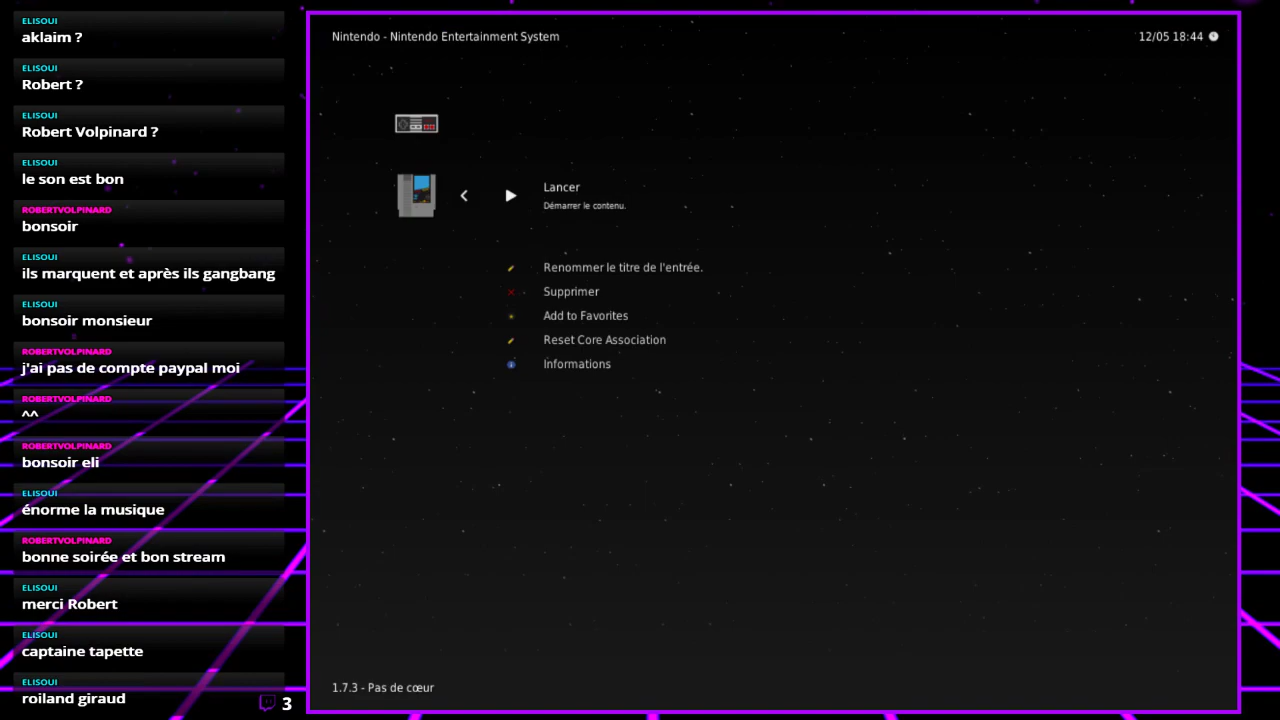 ELISOUI
aklaim ?
ELISOUI
Robert ?
ELISOUI
Robert Volpinard ?
ELISOUI
le son est bon
ROBERTVOLPINARD
bonsoir
ELISOUI
ils marquent et après ils gangbang
ELISOUI
bonsoir monsieur
ROBERTVOLPINARD
j'ai pas de compte paypal moi
ROBERTVOLPINARD
^^
ROBERTVOLPINARD
bonsoir eli
ELISOUI
énorme la musique
ROBERTVOLPINARD
bonne soirée et bon stream
ELISOUI
merci Robert
ELISOUI
captaine tapette
ELISOUI
roiland giraud
3
Nintendo - Nintendo Entertainment System
12/05 18:44
Lancer
Démarrer le contenu.
Renommer le titre de l'entrée.
Supprimer
Add to Favorites
Reset Core Association
Informations
1.7.3 - Pas de cœur